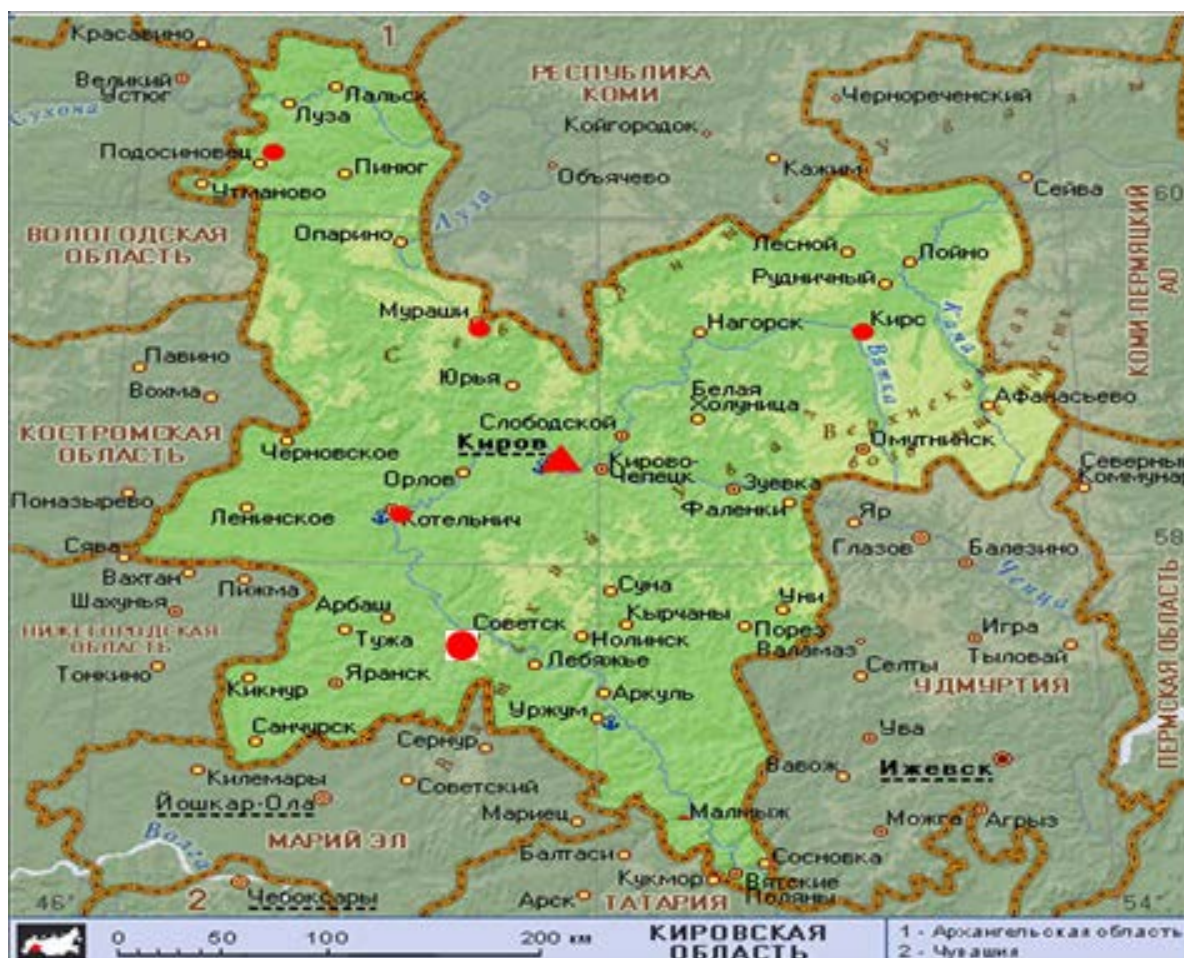 Красавино
1
Великий
Устюг
Сухона
Лальск
Луза
РЕСПУБЛИКА
КОМИ
Чернореченский
Койгородок
Подосиновец
Пинюг
Объячево
Кажим
Сейва
60
Утманово
Луза
ВОЛОГОДСКАЯ
ОБЛАСТЬ
Опарино
Лесной
Лойно
Рудничный
КОМИ ПЕРМЯЦКИЙ
АО
Мураши
Нагорск
Кирс
Кама
Вятка
Павино
Вохма
Юрья
Белая
Холуница
Афанасьево
Слободской
КОСТРОМСКАЯ
ОБЛАСТЬ
Черновское
Киров
Омутнинск
Орлов
Кирово-
Чепецк
Зуевка
Северный
Коммунар
Поназырево
Ленинское
Котельнич
Фаленки
Яр
58
Глазов
Балезино
Чепца
Сява
Вахтан
Пижма
Шахунья
Суна
Уни
Арбаш
Кырчаны
НИЖЕГОРОДСКАЯ
ОБЛАСТЬ
Тужа
Советск
Нолинск
Порез
Валамаз
Игра
Тыловай
Тонкино
Лебяжье
Селты
Кикнур
Яранск
УДМУРТИЯ
Аркуль
Уржум
ПЕРМСКАЯ ОБЛАСТЬ
Санчурск
Сернур
Ува
Килемары
Советский
Вавож
Ижевск
Йошкар-Ола
Мариец
Малмыж
МАРИЙ ЭЛ
Можга
Агрыз
Волга
Балтаси
Сосновка
Кукмор
Вятские
Поляны
46°
2
Чебоксары
Арск
ТАТАРИЯ
54°
0 50 100 200 км
КИРОВСКАЯ
ОБЛАСТЬ
1 - Архангельская область
2 - Чувашия